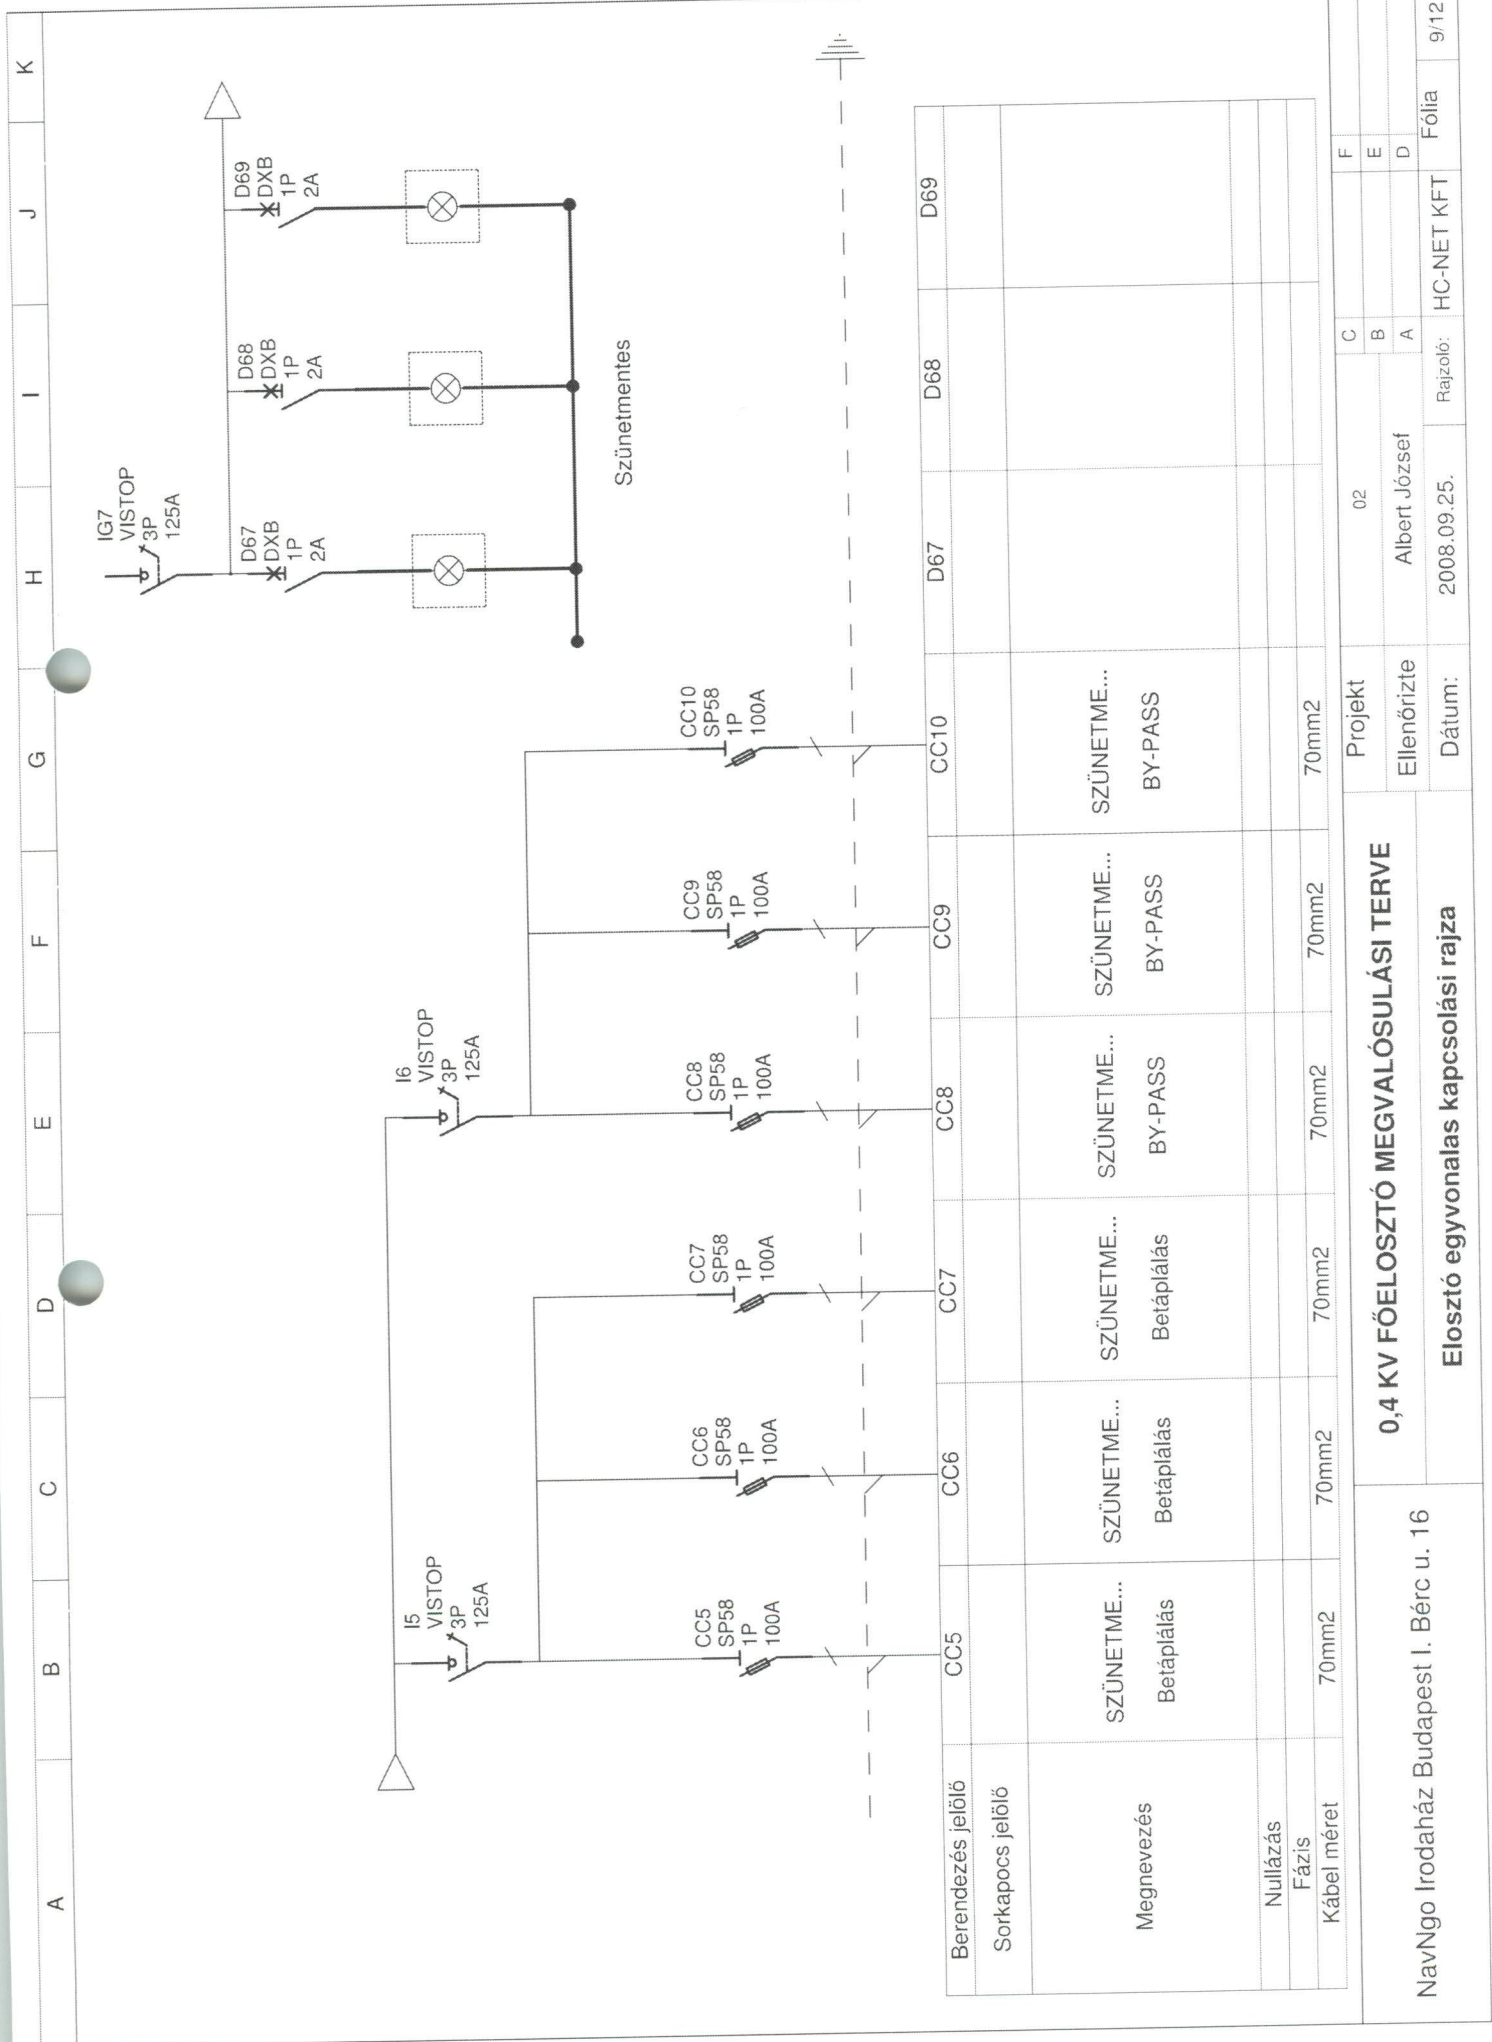 A B C D E F G H I J K
IG7
VISTOP
3P
125A
D67
DXB
1P
2A
D68
DXB
1P
2A
D69
DXB
1P
2A
Szünetmentes
I5
VISTOP
3P
125A
I6
VISTOP
3P
125A
CC5
SP58
1P
100A
CC6
SP58
1P
100A
CC7
SP58
1P
100A
CC8
SP58
1P
100A
CC9
SP58
1P
100A
CC10
SP58
1P
100A
Berendezés jelölő CC5 CC6 CC7 CC8 CC9 CC10 D67 D68 D69
Sorkapocs jelölő
Megnevezés
SZÜNETME... SZÜNETME... SZÜNETME... SZÜNETME... SZÜNETME... SZÜNETME...
Betáplálás Betáplálás Betáplálás BY-PASS BY-PASS BY-PASS
Nullázás
Fázis
Kábel méret 70mm2 70mm2 70mm2 70mm2 70mm2 70mm2
NavNgo Irodaház Budapest I. Bérc u. 16
0,4 KV FŐELOSZTÓ MEGVALÓSULÁSI TERVE
Elosztó egyvonalas kapcsolási rajza
Projekt 02
Ellenőrizte Albert József
Dátum: 2008.09.25.
C F
B E
A D
Rajzoló: HC-NET KFT
Fólia 9/12